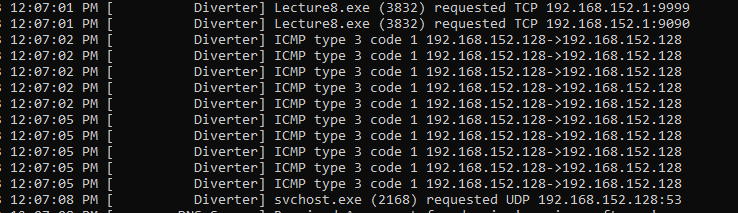 12:07:01 PM [ Diverter] Lecture8.exe (3832) requested TCP 192.168.152.1:9999
12:07:01 PM [ Diverter] Lecture8.exe (3832) requested TCP 192.168.152.1:9090
12:07:02 PM [ Diverter] ICMP type 3 code 1 192.168.152.128->192.168.152.128
12:07:02 PM [ Diverter] ICMP type 3 code 1 192.168.152.128->192.168.152.128
12:07:02 PM [ Diverter] ICMP type 3 code 1 192.168.152.128->192.168.152.128
12:07:02 PM [ Diverter] ICMP type 3 code 1 192.168.152.128->192.168.152.128
12:07:02 PM [ Diverter] ICMP type 3 code 1 192.168.152.128->192.168.152.128
12:07:05 PM [ Diverter] ICMP type 3 code 1 192.168.152.128->192.168.152.128
12:07:05 PM [ Diverter] ICMP type 3 code 1 192.168.152.128->192.168.152.128
12:07:05 PM [ Diverter] ICMP type 3 code 1 192.168.152.128->192.168.152.128
12:07:05 PM [ Diverter] ICMP type 3 code 1 192.168.152.128->192.168.152.128
12:07:05 PM [ Diverter] ICMP type 3 code 1 192.168.152.128->192.168.152.128
12:07:08 PM [ Diverter] svchost.exe (2168) requested UDP 192.168.152.128:53